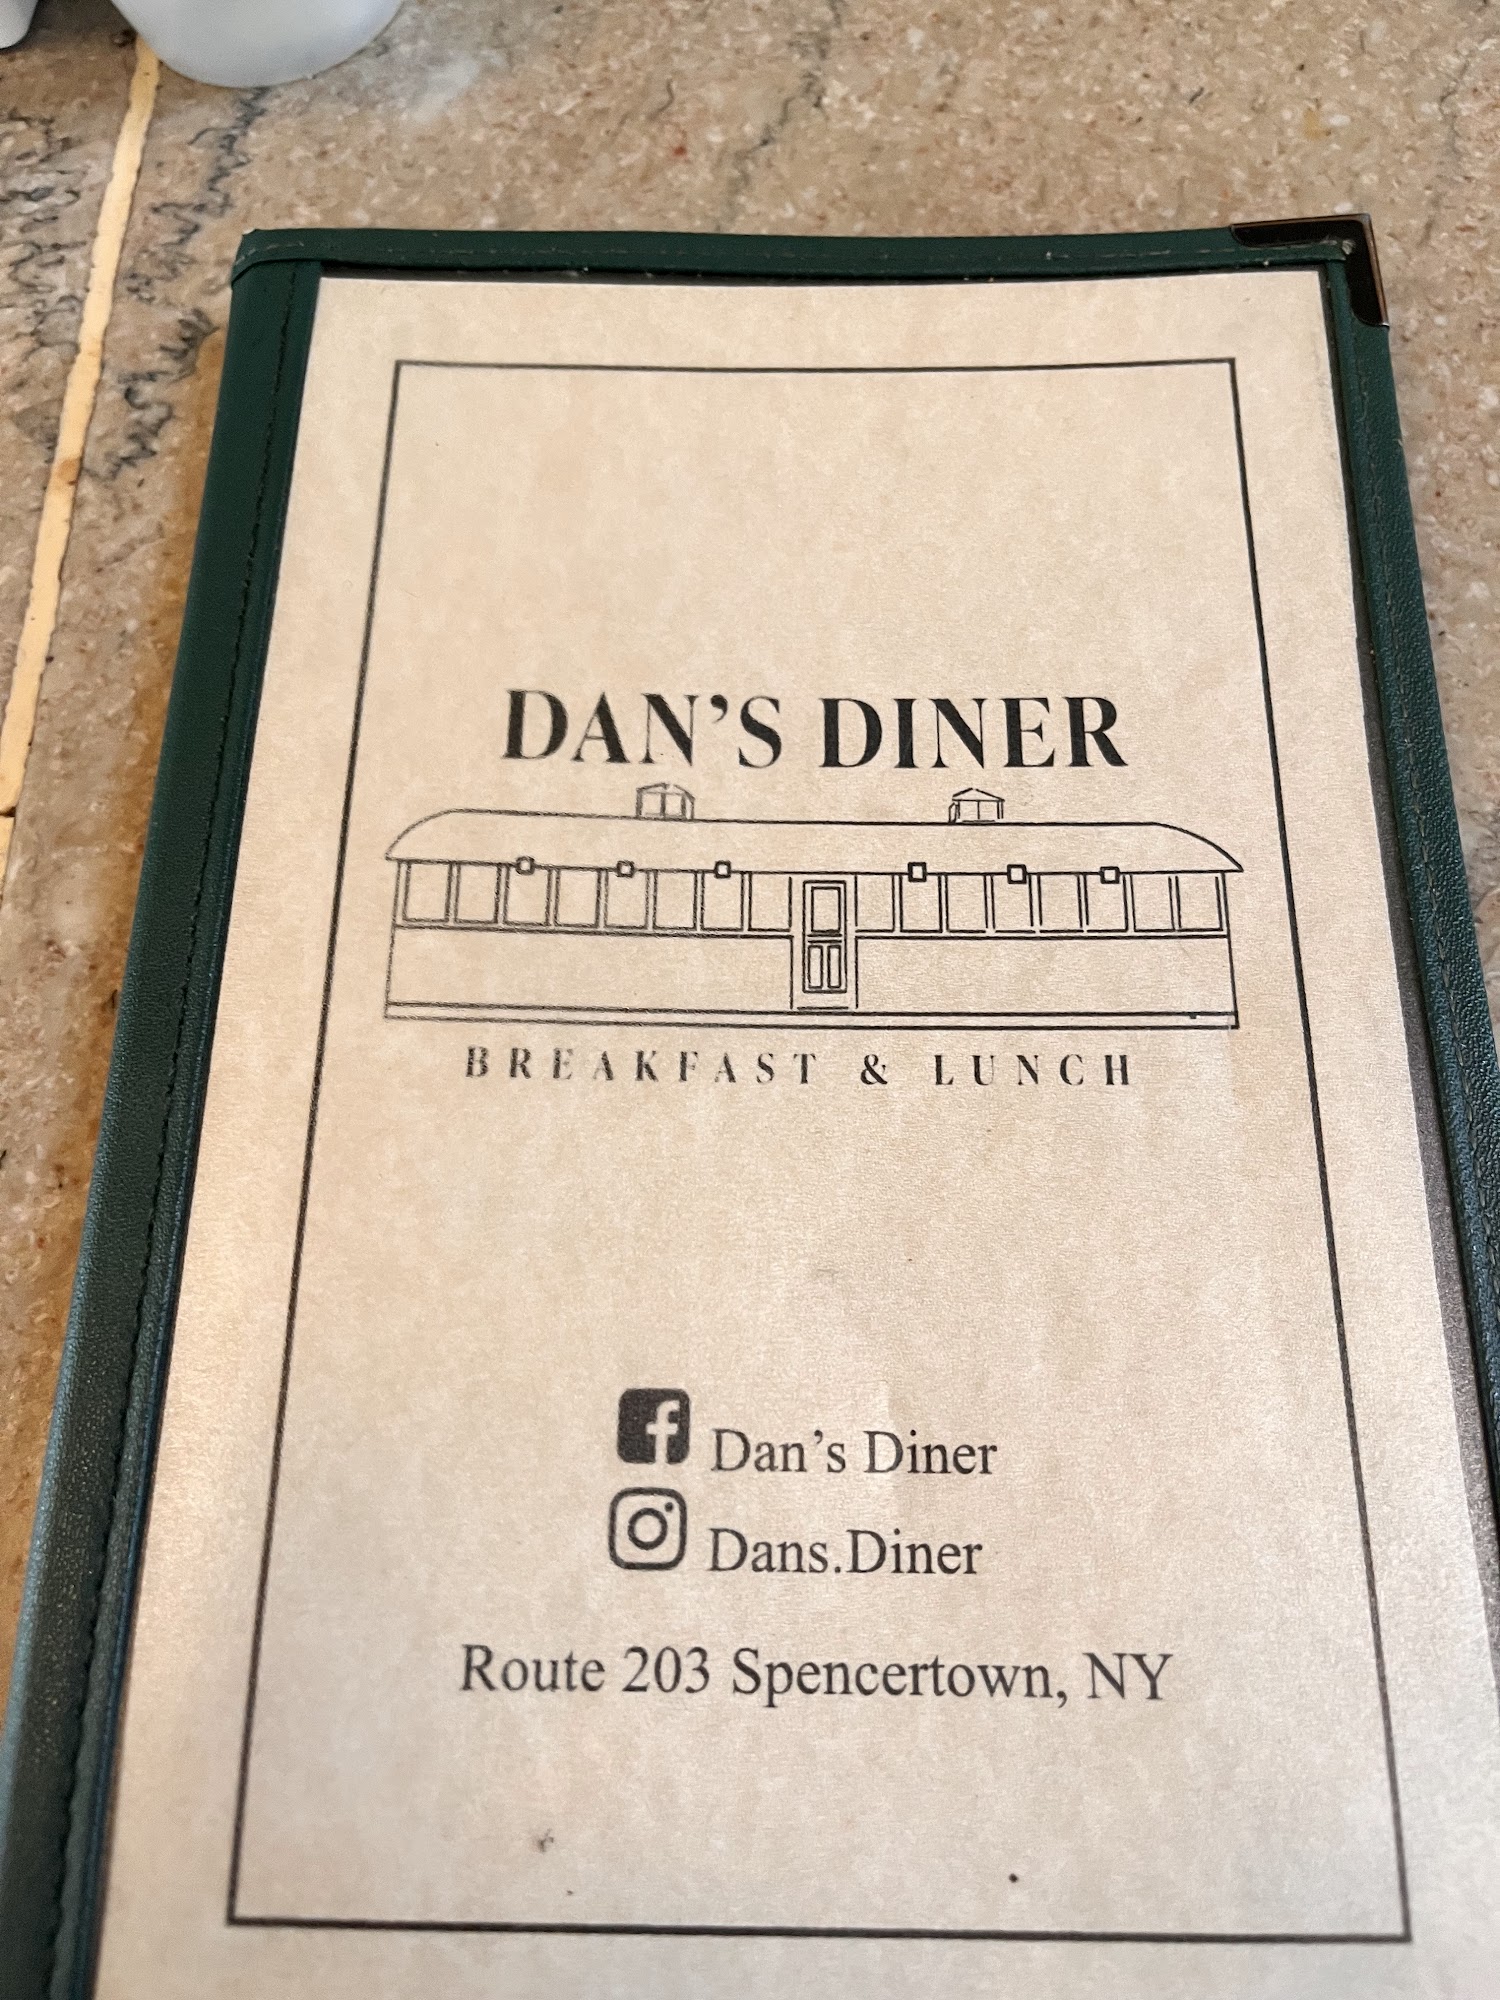 DAN'S DINER
BREAKFAST & LUNCH
Dan's Diner
Dans.Diner
Route 203 Spencertown, NY